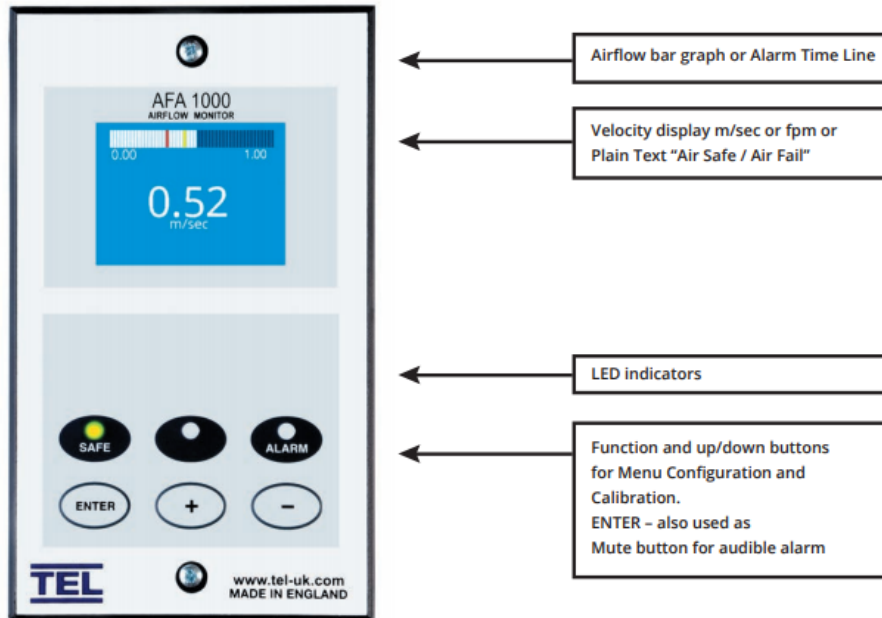 AFA 1000
AIRFLOW MONITOR
0.00 1.00
0.52
m/sec
SAFE
ALARM
ENTER
+
-
TEL
www.tel-uk.com
MADE IN ENGLAND
Airflow bar graph or Alarm Time Line
Velocity display m/sec or fpm or
Plain Text “Air Safe / Air Fail”
LED indicators
Function and up/down buttons
for Menu Configuration and
Calibration.
ENTER – also used as
Mute button for audible alarm